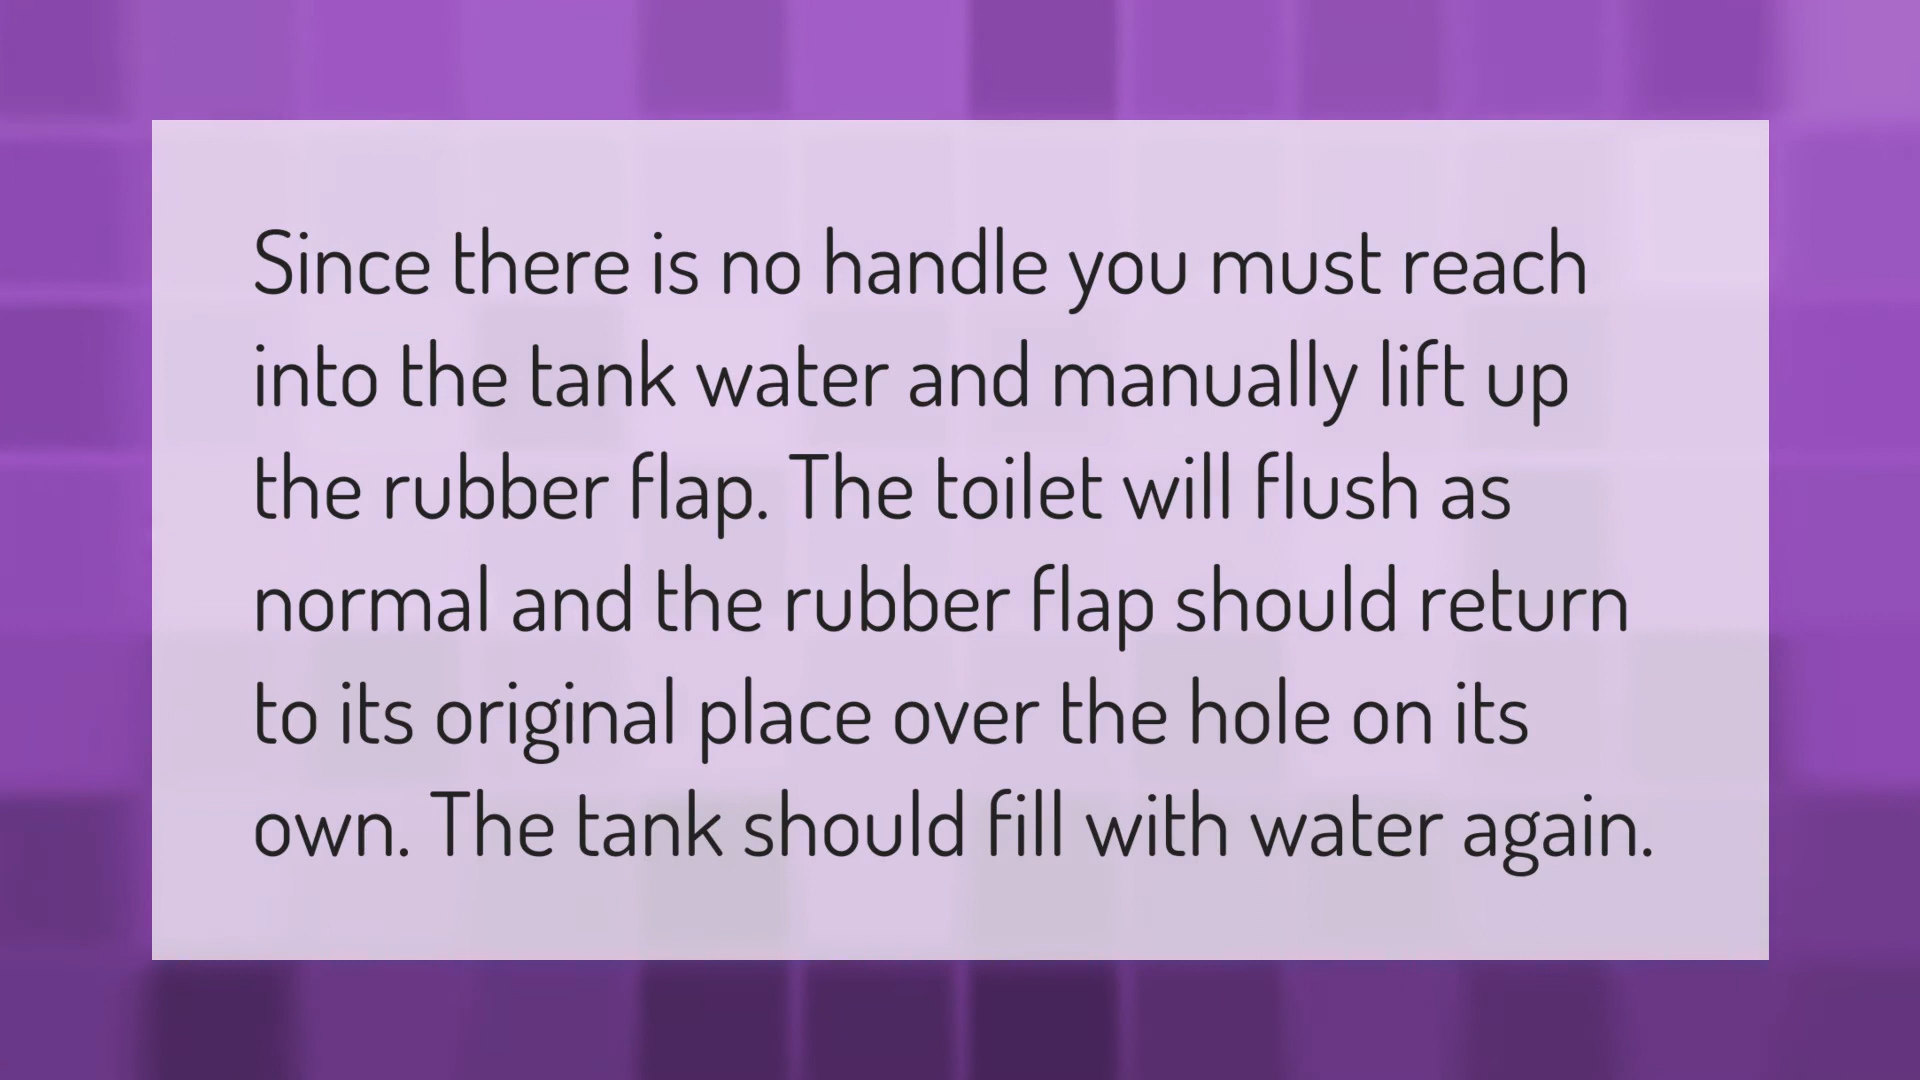 Since there is no handle you must reach
into the tank water and manually lift up
the rubber flap. The toilet will flush as
normal and the rubber flap should return
to its original place over the hole on its
own. The tank should fill with water again.